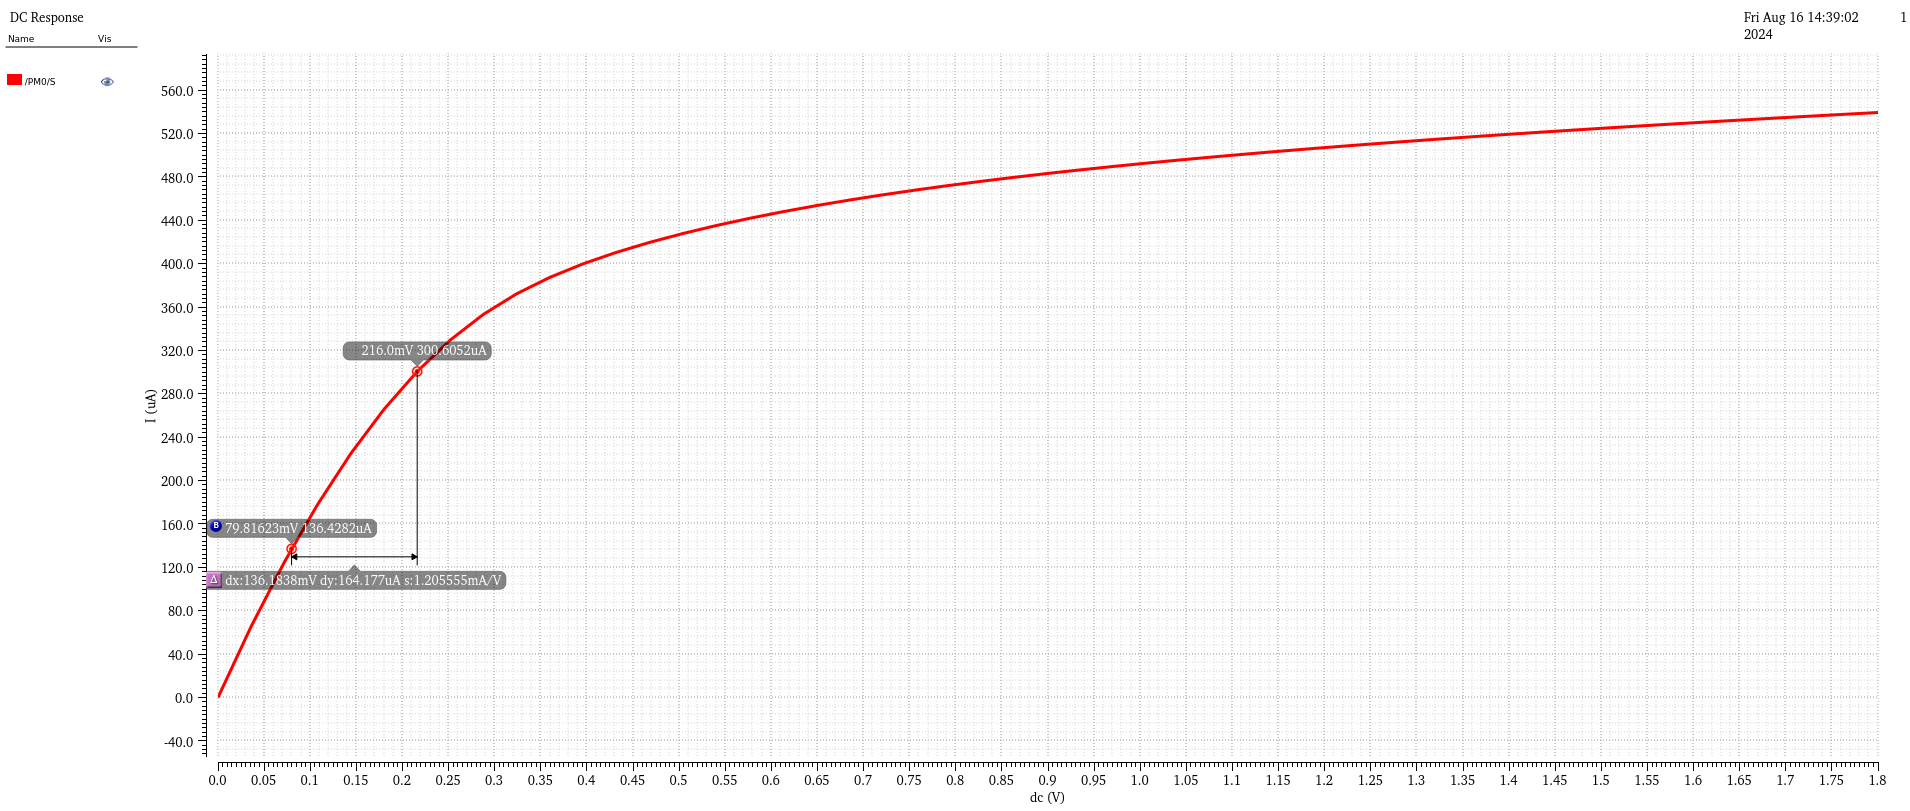 DC Response
Fri Aug 16 14:39:02 1
2024
Name Vis
/PM0/S
560.0
520.0
480.0
440.0
400.0
360.0
320.0
280.0
240.0
200.0
160.0
120.0
80.0
40.0
0.0
-40.0
I (uA)
216.0mV 300.6052uA
B 79.81623mV 136.4282uA
Δ dx:136.1838mV dy:164.177uA s:1.205555mA/V
0.0 0.05 0.1 0.15 0.2 0.25 0.3 0.35 0.4 0.45 0.5 0.55 0.6 0.65 0.7 0.75 0.8 0.85 0.9 0.95 1.0 1.05 1.1 1.15 1.2 1.25 1.3 1.35 1.4 1.45 1.5 1.55 1.6 1.65 1.7 1.75 1.8
dc (V)